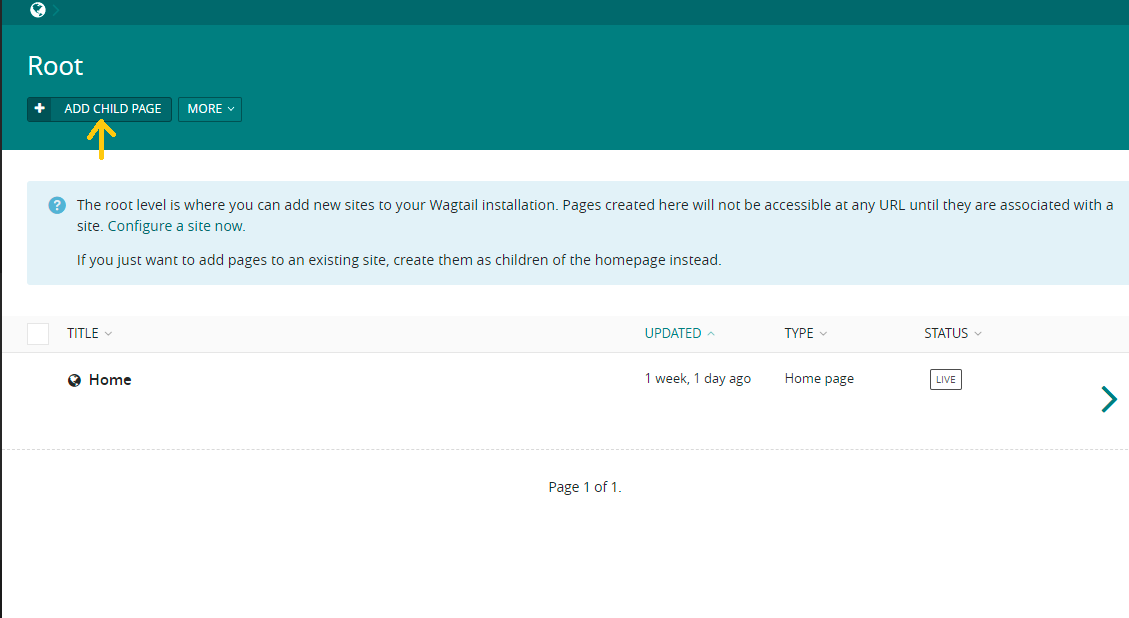 Root
ADD CHILD PAGE
MORE
The root level is where you can add new sites to your Wagtail installation. Pages created here will not be accessible at any URL until they are associated with a
site. Configure a site now.
If you just want to add pages to an existing site, create them as children of the homepage instead.
TITLE UPDATED TYPE STATUS
Home 1 week, 1 day ago Home page LIVE
Page 1 of 1.